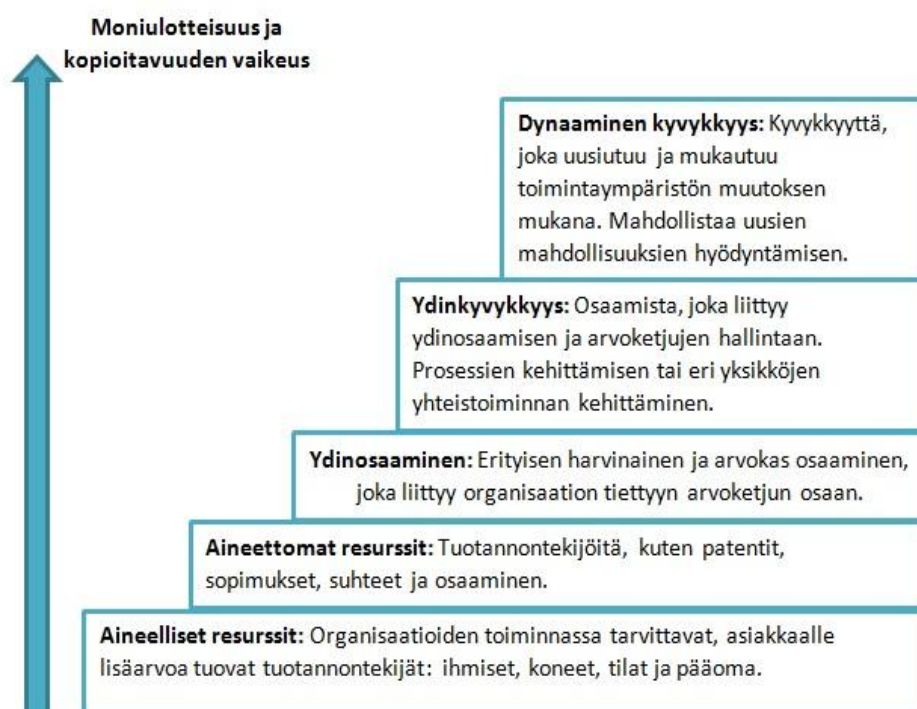 Moniulotteisuus ja
kopioitavuuden vaikeus
Dynaaminen kyvykkyys: Kyvykkyyttä,
joka uusiutuu ja mukautuu
toimintaympäristön muutoksen
mukana. Mahdollistaa uusien
mahdollisuuksien hyödyntämisen.
Ydinkyvykkyys: Osaamista, joka liittyy
ydinosaamisen ja arvoketjujen hallintaan.
Prosessien kehittämisen tai eri yksikköjen
yhteistoiminnan kehittäminen.
Ydinosaaminen: Erityisen harvinainen ja arvokas osaaminen,
joka liittyy organisaation tiettyyn arvoketjun osaan.
Aineettomat resurssit: Tuotannontekijöitä, kuten patentit,
sopimukset, suhteet ja osaaminen.
Aineelliset resurssit: Organisaatioiden toiminnassa tarvittavat, asiakkaalle
lisäarvoa tuovat tuotannontekijät: ihmiset, koneet, tilat ja pääoma.